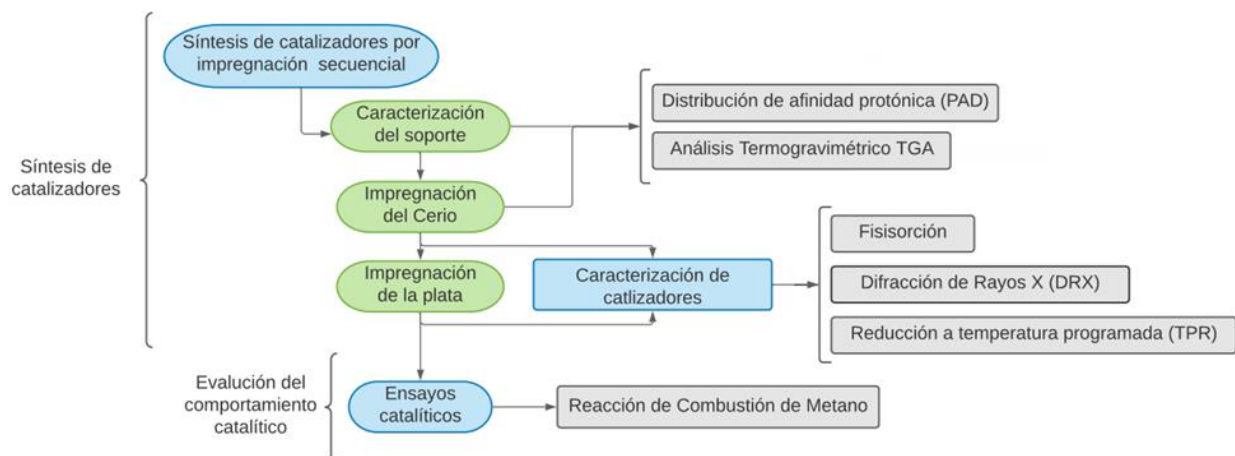 Síntesis de catalizadores por
impregnación secuencial
Caracterización
del soporte
Distribución de afinidad protónica (PAD)
Análisis Termogravimétrico TGA
Síntesis de
catalizadores
Impregnación
del Cerio
Impregnación
de la plata
Caracterización de
catlizadores
Fisisorción
Difracción de Rayos X (DRX)
Reducción a temperatura programada (TPR)
Evalución del
comportamiento
catalítico
Ensayos
catalíticos
Reacción de Combustión de Metano